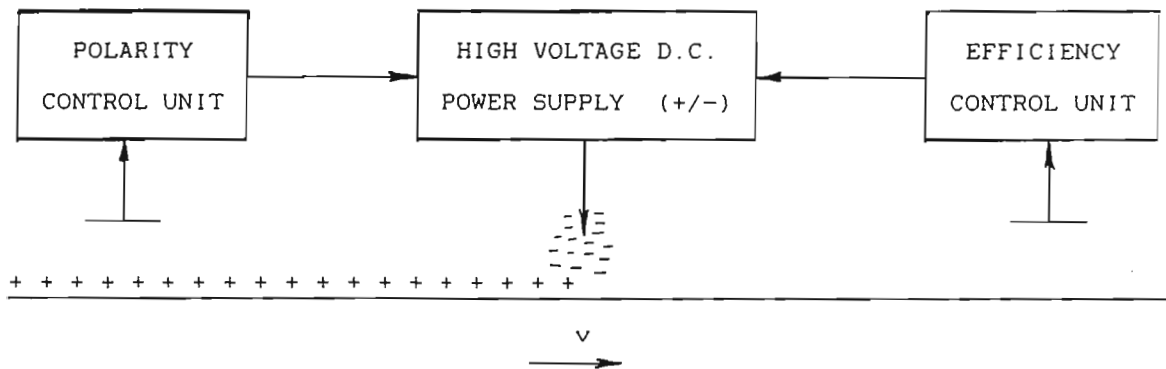 POLARITY
CONTROL UNIT
HIGH VOLTAGE D.C.
POWER SUPPLY (+/-)
EFFICIENCY
CONTROL UNIT
+ + + + + + + + + + + + + + + + + + +
v